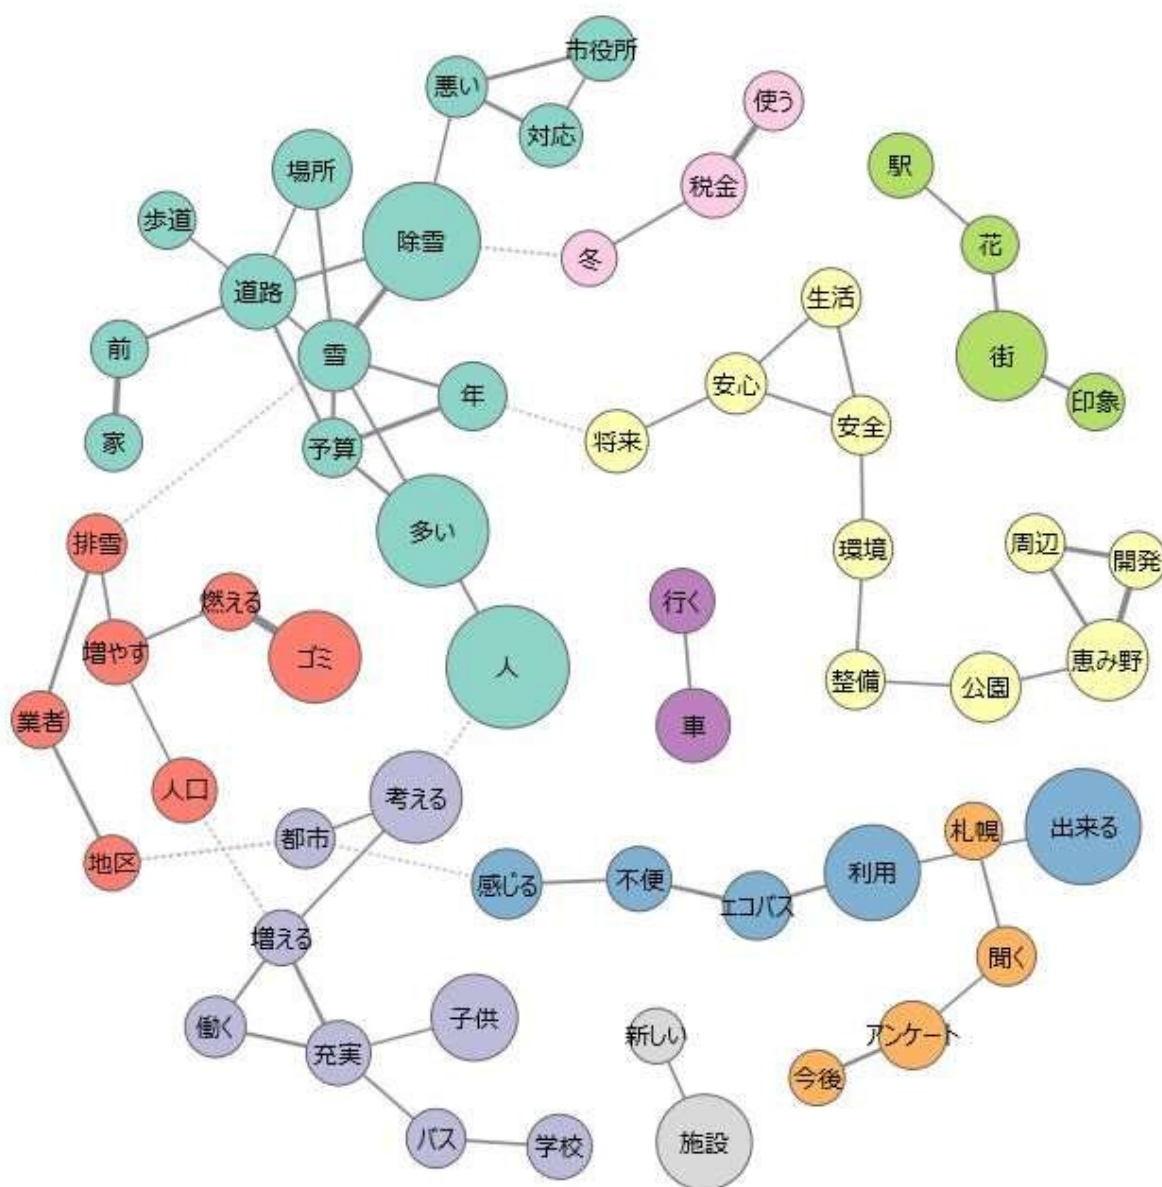 市役所
悪い
対応
使う
税金
冬
駅
花
街
印象
場所
歩道
除雪
道路
前
家
雪
年
予算
多い
人
生活
安心
安全
将来
環境
整備
公園
周辺
開発
恵み野
排雪
燃える
ゴミ
増やす
業者
人口
地区
行く
車
考える
都市
増える
働く
充実
子供
バス
学校
感じる
不便
エコバス
利用
出来る
札幌
聞く
アンケート
今後
新しい
施設